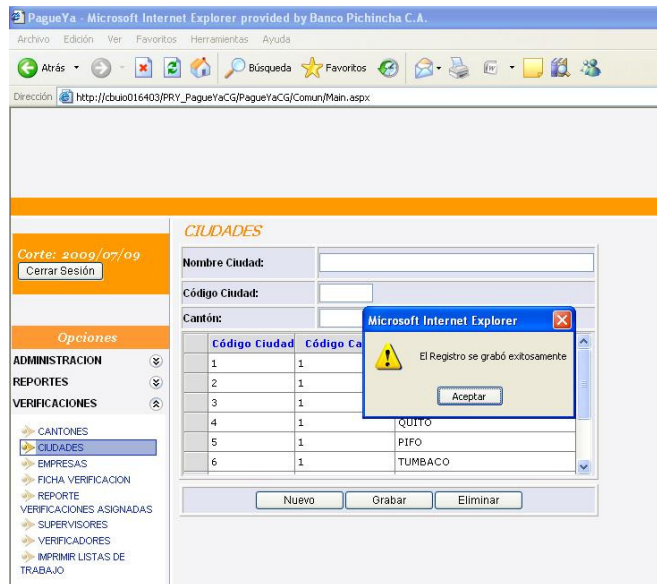 PagueYa - Microsoft Internet Explorer provided by Banco Pichincha C.A.
Archivo Edición Ver Favoritos Herramientas Ayuda
Atrás Búsqueda Favoritos
Dirección http://cbuio016403/PRY_PagueYaCG/PagueYaCG/Comun/Main.aspx
Corte: 2009/07/09
Cerrar Sesión
Opciones
ADMINISTRACION
REPORTES
VERIFICACIONES
CANTONES
CIUDADES
EMPRESAS
FICHA VERIFICACION
REPORTE
VERIFICACIONES ASIGNADAS
SUPERVISORES
VERIFICADORES
IMPRIMIR LISTAS DE
TRABAJO
CIUDADES
Nombre Ciudad:
Código Ciudad:
Cantón:
Código Ciudad Código Ca
1 1
2 1
3 1
4 1 QUITO
5 1 PIFO
6 1 TUMBACO
Nuevo Grabar Eliminar
Microsoft Internet Explorer
El Registro se grabó exitosamente
Aceptar